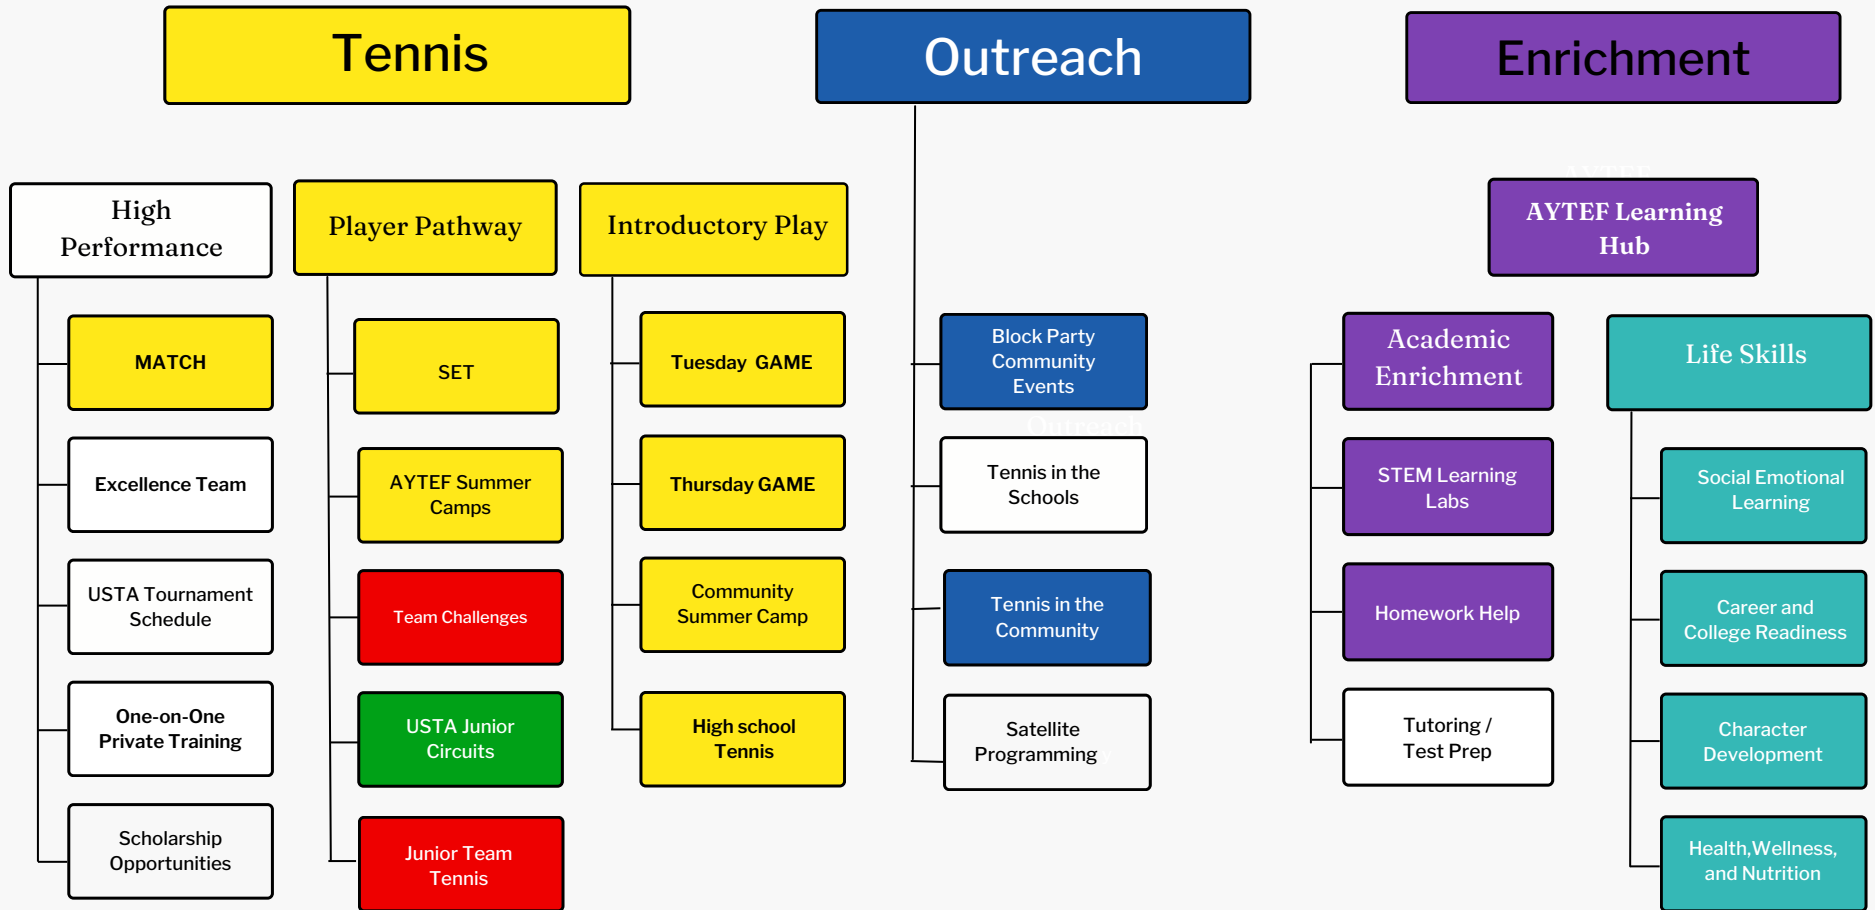 Tennis
Outreach
Enrichment
High
Performance
MATCH
Excellence Team
USTA Tournament
Schedule
One-on-One
Private Training
Scholarship
Opportunities
Player Pathway
SET
AYTEF Summer
Camps
Team Challenges
USTA Junior
Circuits
Junior Team
Tennis
Introductory Play
Tuesday GAME
Thursday GAME
Community
Summer Camp
High school
Tennis
Block Party
Community
Events
Outreach
Tennis in the
Schools
Tennis in the
Community
Satellite
Programming
AYTEF
AYTEF Learning
Hub
Academic
Enrichment
STEM Learning
Labs
Homework Help
Tutoring /
Test Prep
Life Skills
Social Emotional
Learning
Career and
College Readiness
Character
Development
Health,Wellness,
and Nutrition